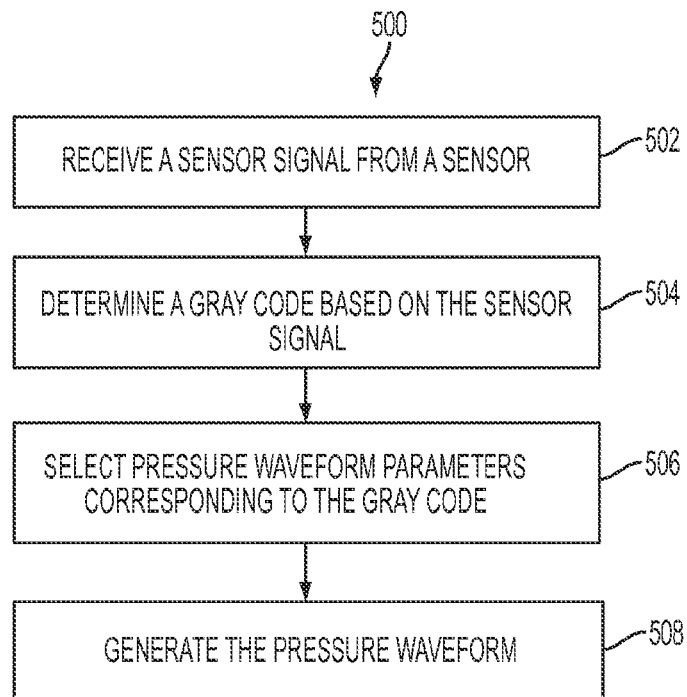 500
RECEIVE A SENSOR SIGNAL FROM A SENSOR
502
DETERMINE A GRAY CODE BASED ON THE SENSOR
SIGNAL
504
SELECT PRESSURE WAVEFORM PARAMETERS
CORRESPONDING TO THE GRAY CODE
506
GENERATE THE PRESSURE WAVEFORM
508